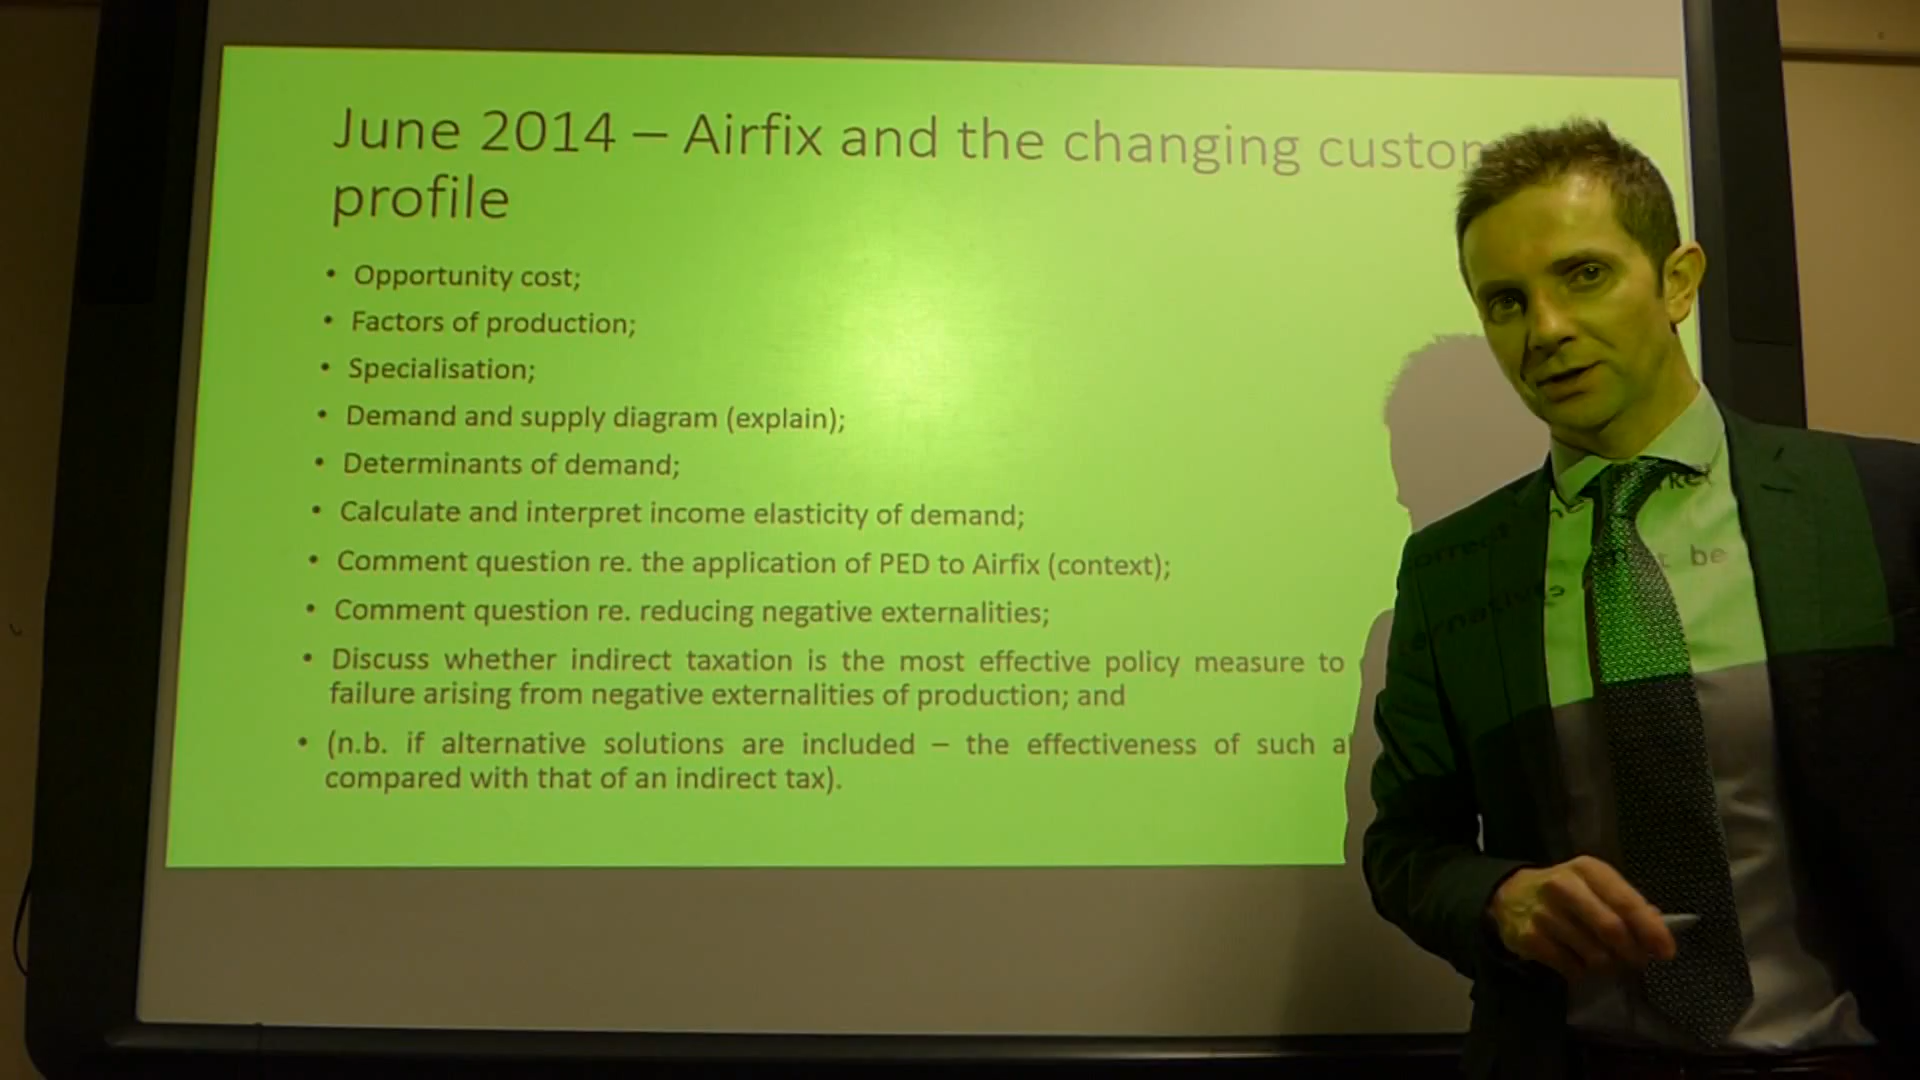 June 2014 – Airfix and the changing custom
profile
• Opportunity cost;
• Factors of production;
• Specialisation;
• Demand and supply diagram (explain);
• Determinants of demand;
• Calculate and interpret income elasticity of demand;
• Comment question re. the application of PED to Airfix (context);
• Comment question re. reducing negative externalities;
• Discuss whether indirect taxation is the most effective policy measure to
failure arising from negative externalities of production; and
• (n.b. if alternative solutions are included – the effectiveness of such
be
compared with that of an indirect tax).